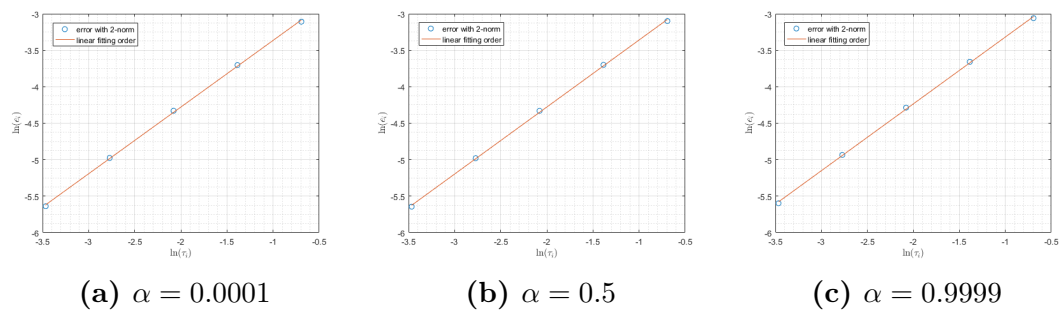 error with 2-norm
linear fitting order
-3
-3.5
-4
-4.5
-5
-5.5
-6
ln(ϵᵢ)
-3.5 -3 -2.5 -2 -1.5 -1 -0.5
ln(τᵢ)
(a) α = 0.0001
error with 2-norm
linear fitting order
-3
-3.5
-4
-4.5
-5
-5.5
-6
ln(ϵᵢ)
-3.5 -3 -2.5 -2 -1.5 -1 -0.5
ln(τᵢ)
(b) α = 0.5
error with 2-norm
linear fitting order
-3
-3.5
-4
-4.5
-5
-5.5
-6
ln(ϵᵢ)
-3.5 -3 -2.5 -2 -1.5 -1 -0.5
ln(τᵢ)
(c) α = 0.9999